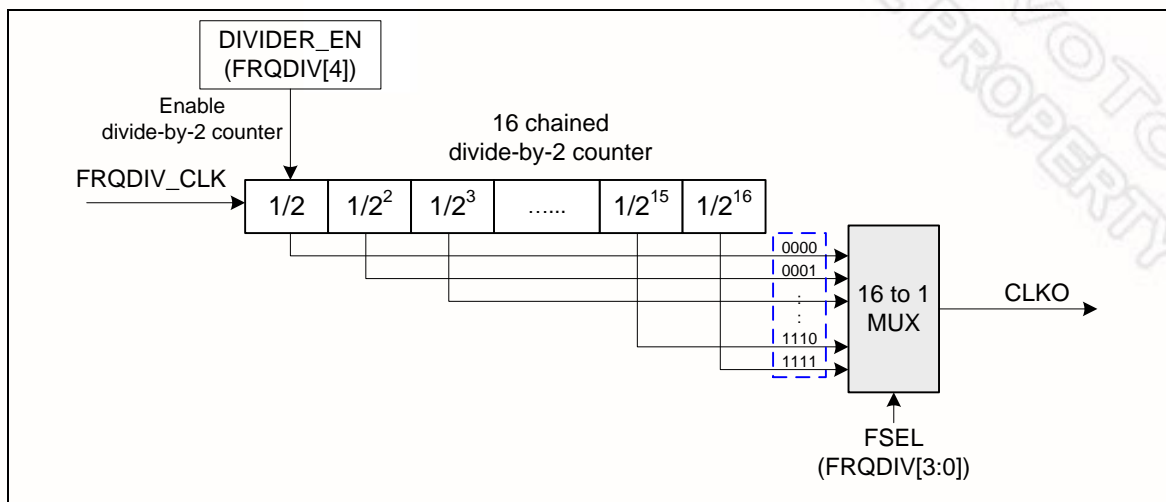 DIVIDER_EN
(FRQDIV[4])
Enable
divide-by-2 counter
16 chained
divide-by-2 counter
FRQDIV_CLK
1/2
1/2²
1/2³
…...
1/2¹⁵
1/2¹⁶
0000
0001
:
:
1110
1111
16 to 1
MUX
CLKO
FSEL
(FRQDIV[3:0])
PROPERTY